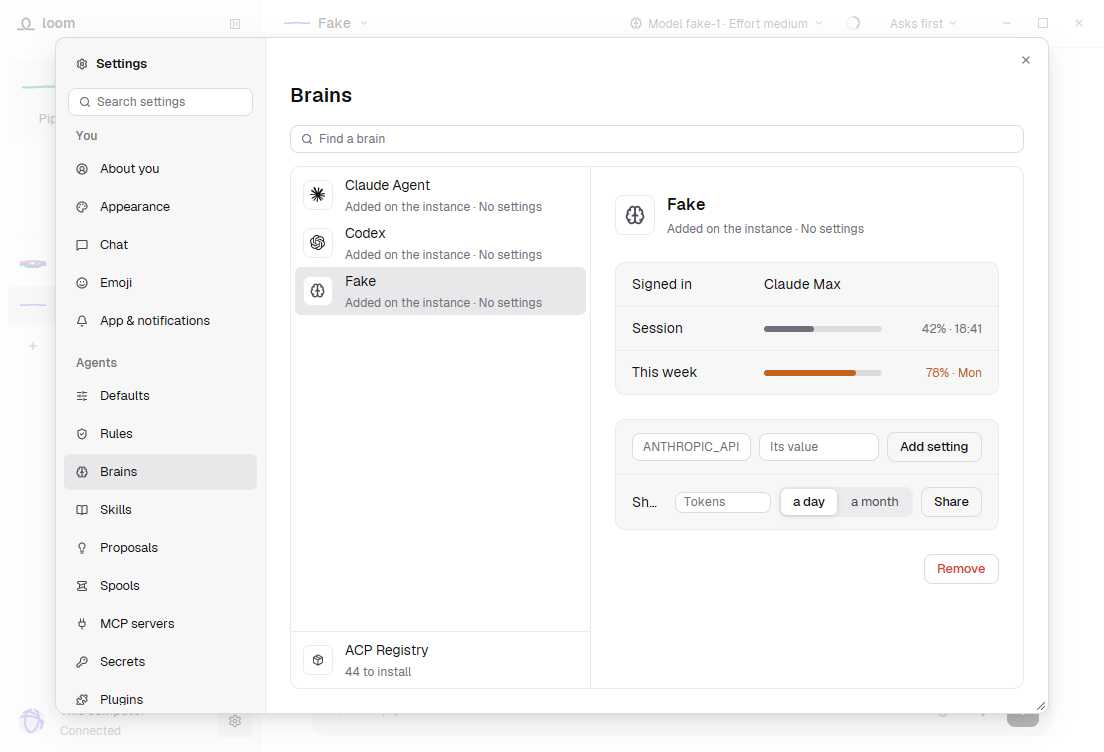 loom
Fake
Model fake-1 · Effort medium
Asks first
Settings
Search settings
You
About you
Appearance
Chat
Emoji
App & notifications
Agents
Defaults
Rules
Brains
Skills
Proposals
Spools
MCP servers
Secrets
Plugins
Connected
Brains
Find a brain
Claude Agent
Added on the instance · No settings
Codex
Added on the instance · No settings
Fake
Added on the instance · No settings
ACP Registry
44 to install
Fake
Added on the instance · No settings
Signed in Claude Max
Session 42% · 18:41
This week 78% · Mon
ANTHROPIC_API Its value Add setting
Sh... Tokens a day a month Share
Remove